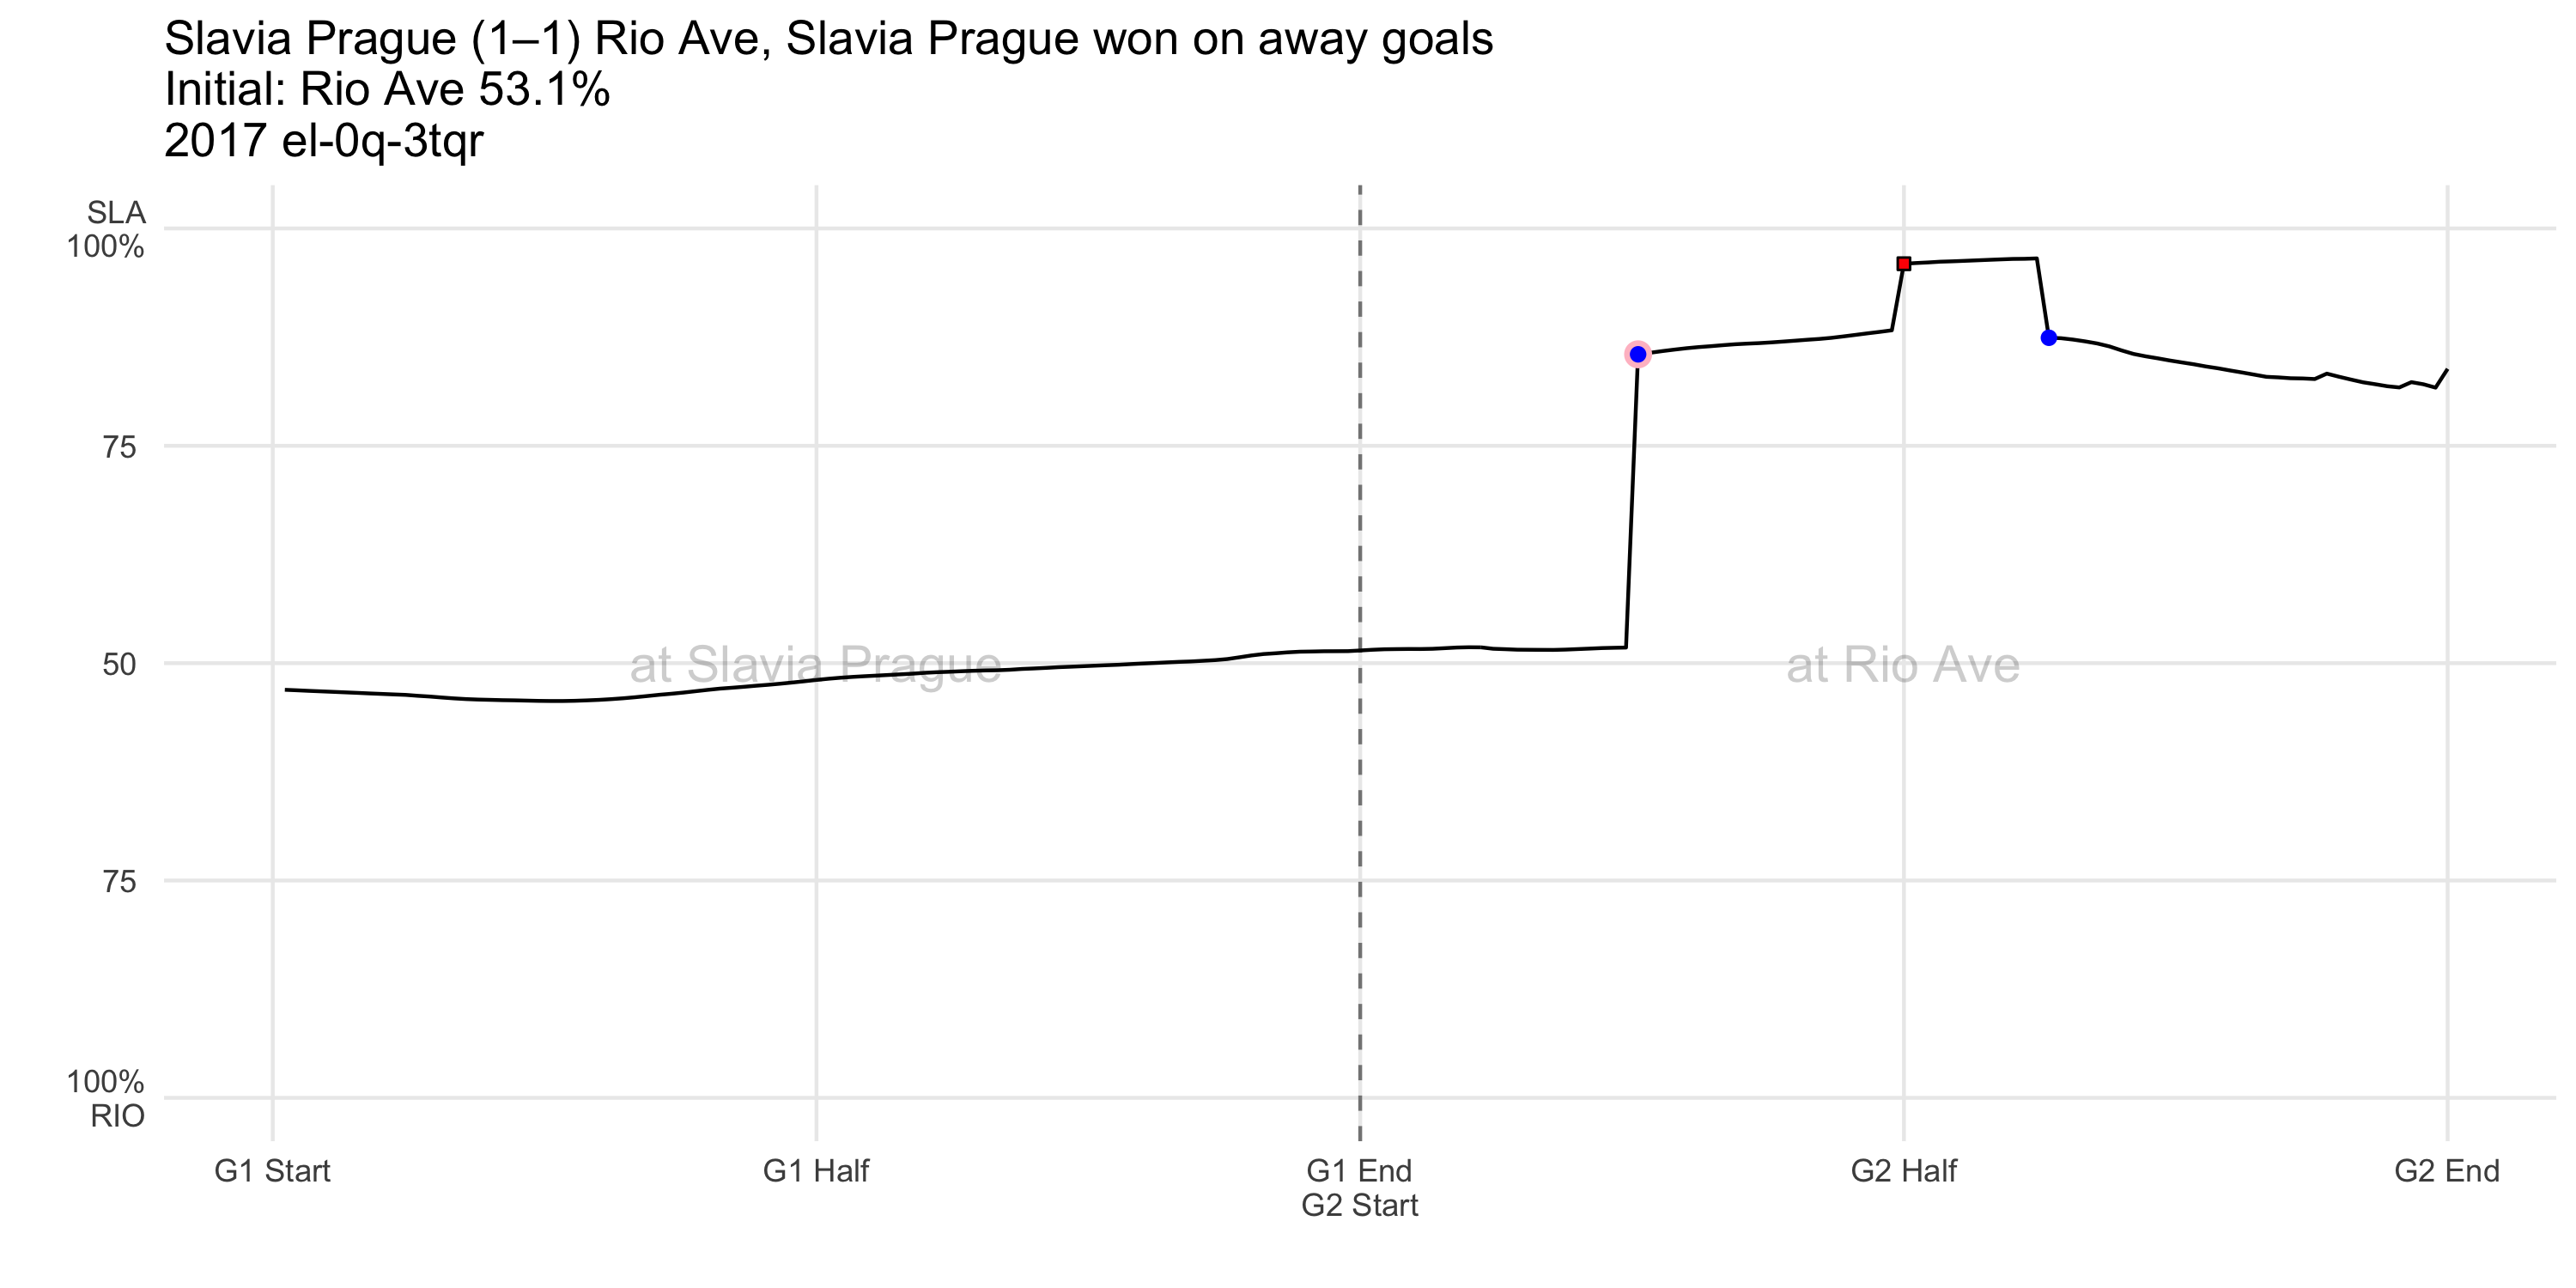 Slavia Prague (1–1) Rio Ave, Slavia Prague won on away goals
Initial: Rio Ave 53.1%
2017 el-0q-3tqr
SLA
100%
75
50
75
100%
RIO
at Slavia Prague
at Rio Ave
G1 Start
G1 Half
G1 End
G2 Start
G2 Half
G2 End